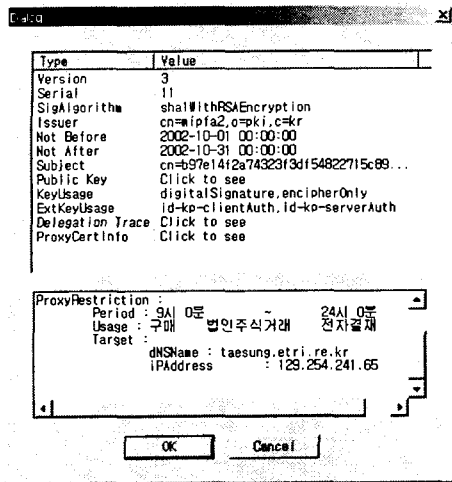 Dialog
Type Value
Version 3
Serial 11
SigAlgorithm sha1WithRSAEncryption
Issuer cn=mipfa2,o=pki,c=kr
Not Before 2002-10-01 00:00:00
Not After 2002-10-31 00:00:00
Subject cn=b97e14f2a74323f3df54822715c89...
Public Key Click to see
KeyUsage digitalSignature,encipherOnly
ExtKeyUsage id-kp-clientAuth,id-kp-serverAuth
Delegation Trace Click to see
ProxyCertInfo Click to see
ProxyRestriction :
Period : 9시 0분 ~ 24시 0분
Usage : 구매 법인주식거래 전자결재
Target :
dNSName : taesung.etri.re.kr
iPAddress : 129.254.241.65
OK Cancel